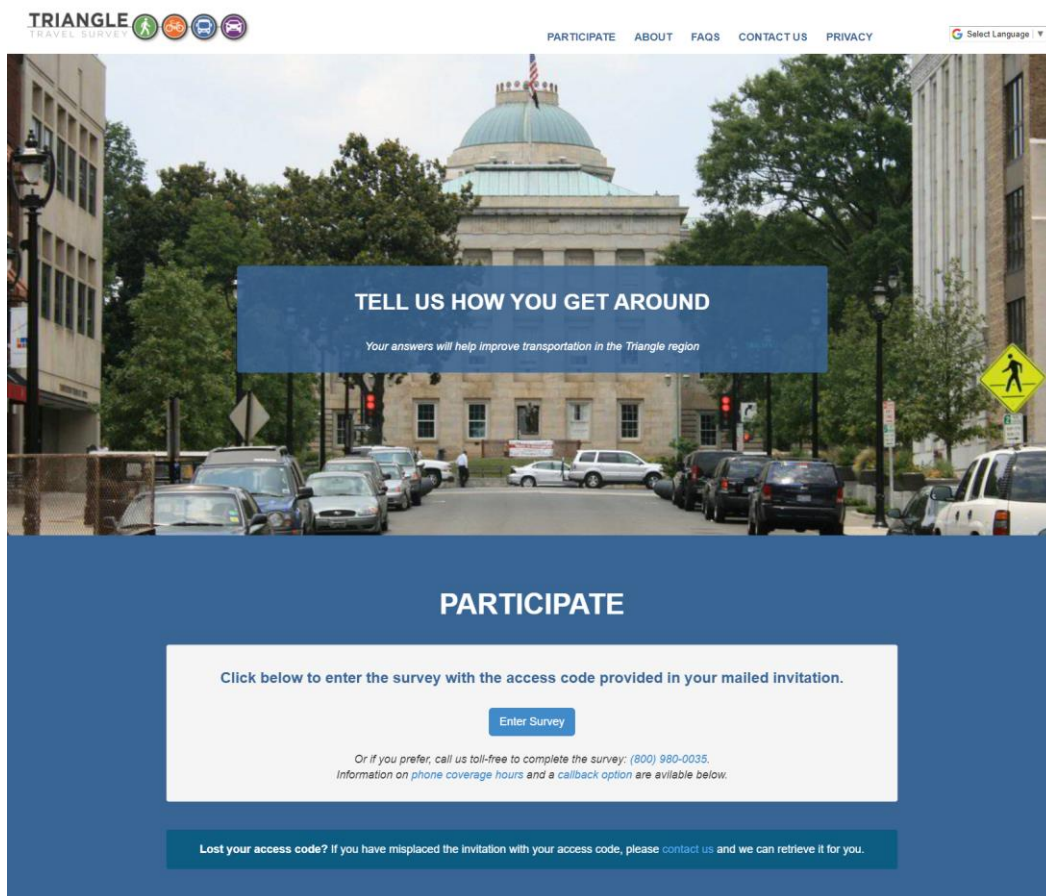 TRIANGLE
TRAVEL SURVEY
PARTICIPATE ABOUT FAQS CONTACT US PRIVACY
G Select Language ▼
TELL US HOW YOU GET AROUND
Your answers will help improve transportation in the Triangle region
PARTICIPATE
Click below to enter the survey with the access code provided in your mailed invitation.
Enter Survey
Or if you prefer, call us toll-free to complete the survey: (800) 980-0035.
Information on phone coverage hours and a callback option are avilable below.
Lost your access code? If you have misplaced the invitation with your access code, please contact us and we can retrieve it for you.